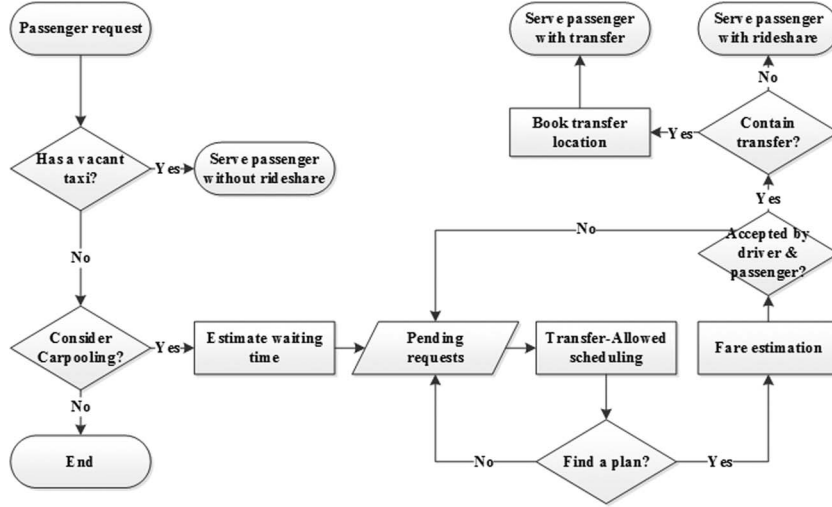 Passenger request
Has a vacant
taxi?
Yes
Serve passenger
without rideshare
No
Consider
Carpooling?
Yes
Estimate waiting
time
No
End
Pending
requests
Transfer-Allowed
scheduling
Find a plan?
No
Yes
Fare estimation
Accepted by
driver &
passenger?
No
Yes
Contain
transfer?
Yes
Book transfer
location
Serve passenger
with transfer
No
Serve passenger
with rideshare